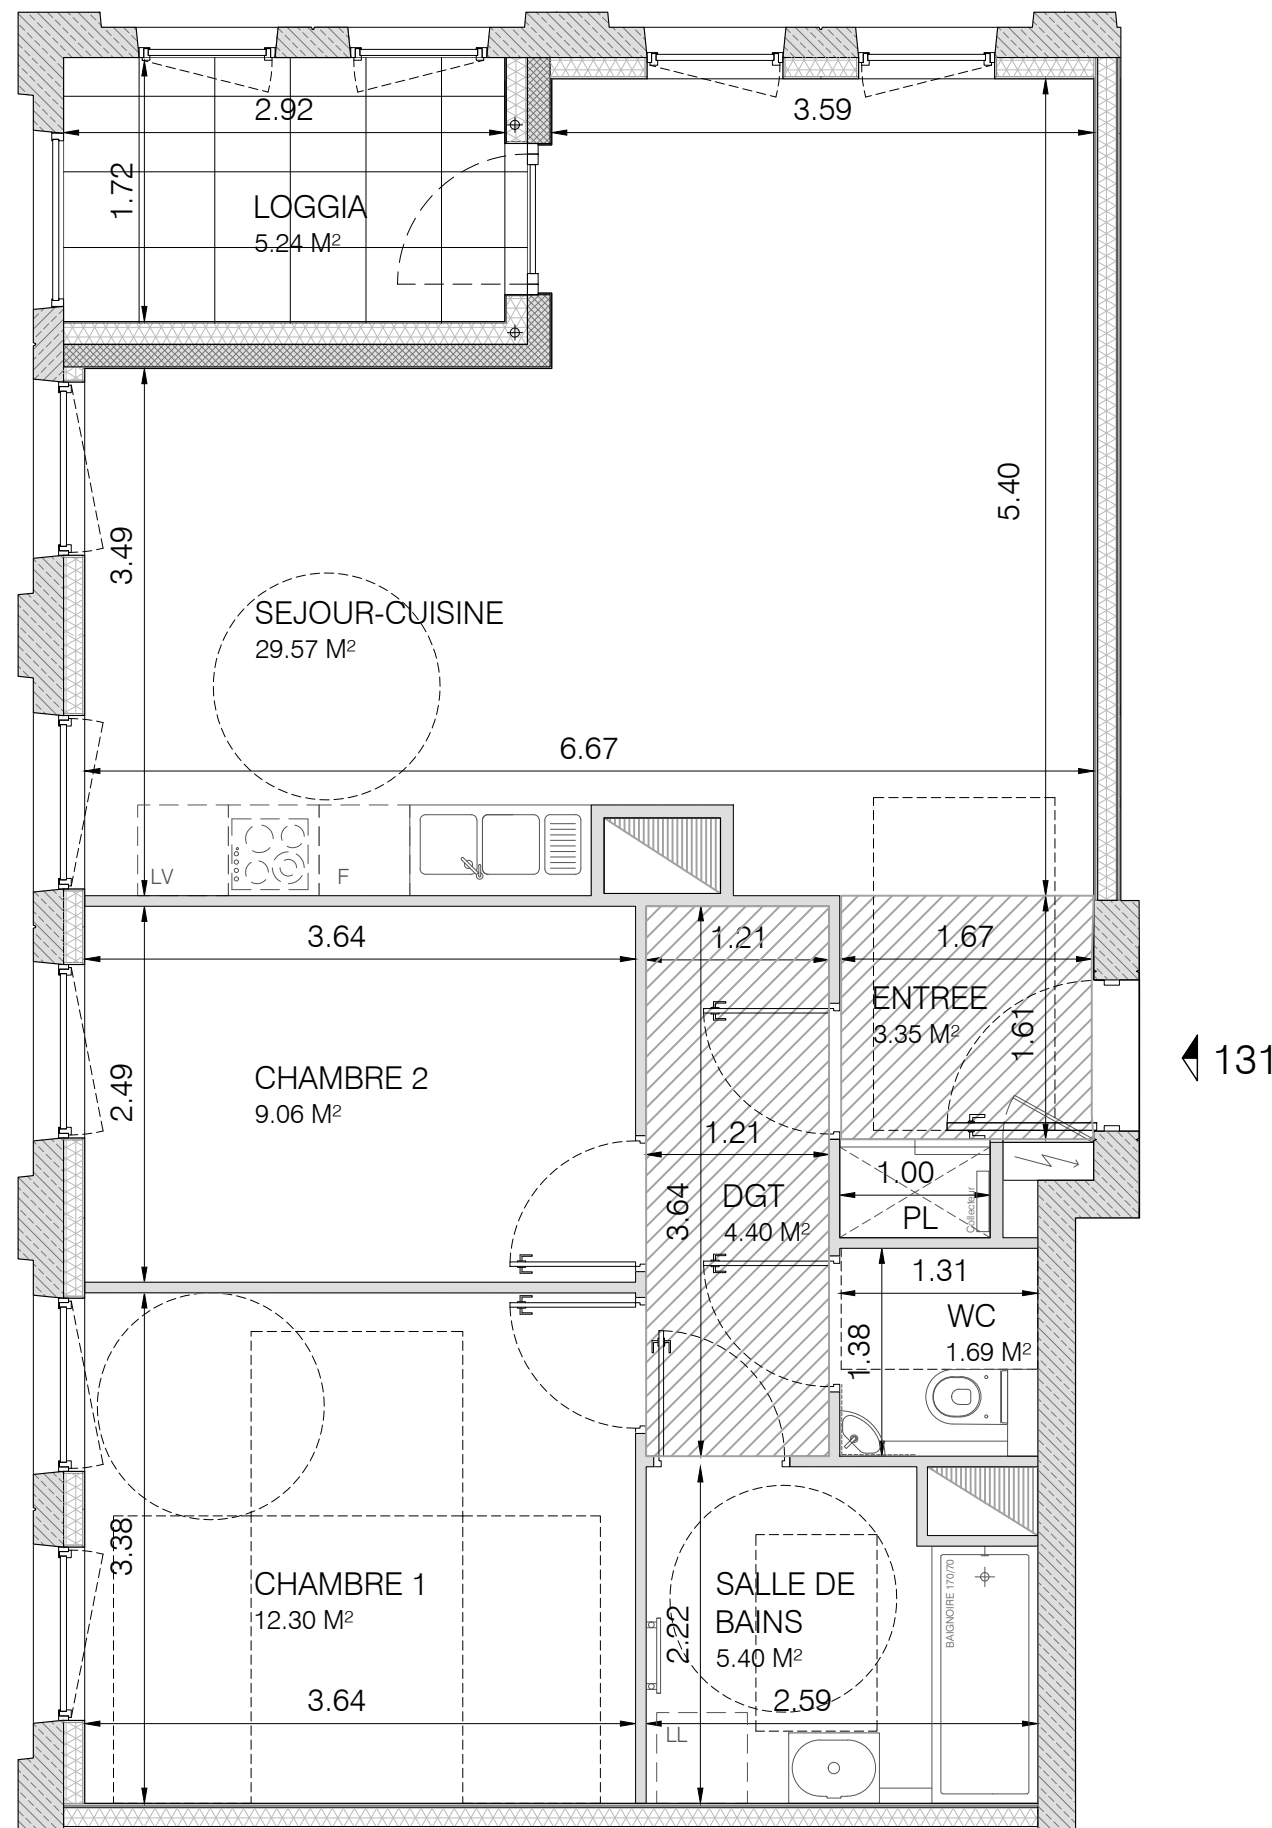 2.92
3.59
1.72
LOGGIA
5.24 M²
5.40
3.49
SEJOUR-CUISINE
29.57 M²
6.67
LV
F
3.64
1.21
1.67
ENTREE
3.35 M²
1.61
131
2.49
CHAMBRE 2
9.06 M²
1.21
3.64
DGT
4.40 M²
1.00
PL
Collecteur
1.31
WC
1.69 M²
1.38
3.38
CHAMBRE 1
12.30 M²
3.64
SALLE DE
BAINS
5.40 M²
2.22
2.59
LL
BAIGNOIRE 170/70